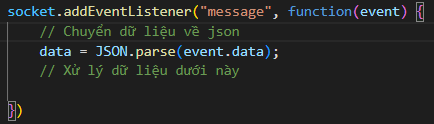 socket.addEventListener("message", function(event) {
    // Chuyển dữ liệu về json
    data = JSON.parse(event.data);
    // Xử lý dữ liệu dưới này
})